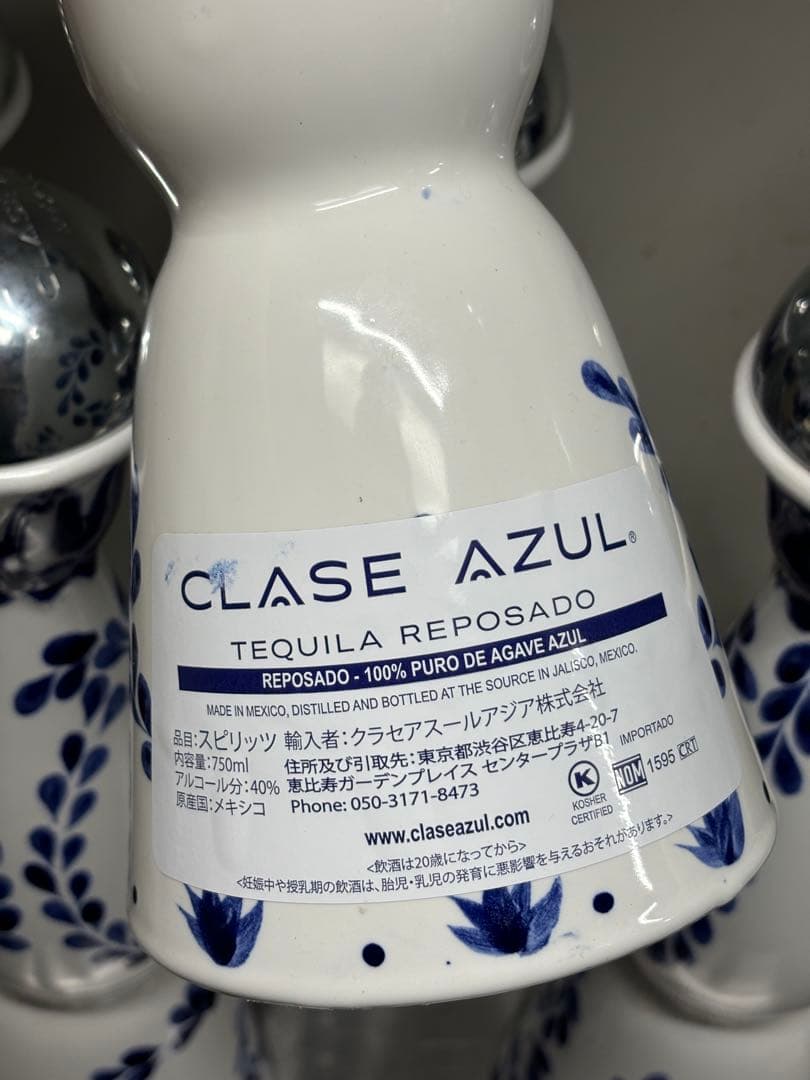 CLASE AZUL®
TEQUILA REPOSADO
REPOSADO - 100% PURO DE AGAVE AZUL
MADE IN MEXICO, DISTILLED AND BOTTLED AT THE SOURCE IN JALISCO, MEXICO.
品目:スピリッツ 輸入者:クラセアスールアジア株式会社
内容量:750ml 住所及び引取先:東京都渋谷区恵比寿4-20-7
アルコール分:40% 恵比寿ガーデンプレイス センタープラザB1
原産国:メキシコ Phone: 050-3171-8473
IMPORTADO
K
KOSHER
CERTIFIED
NOM 1595 CRT
www.claseazul.com
<飲酒は20歳になってから>
<妊娠中や授乳期の飲酒は、胎児・乳児の発育に悪影響を与えるおそれがあります。>